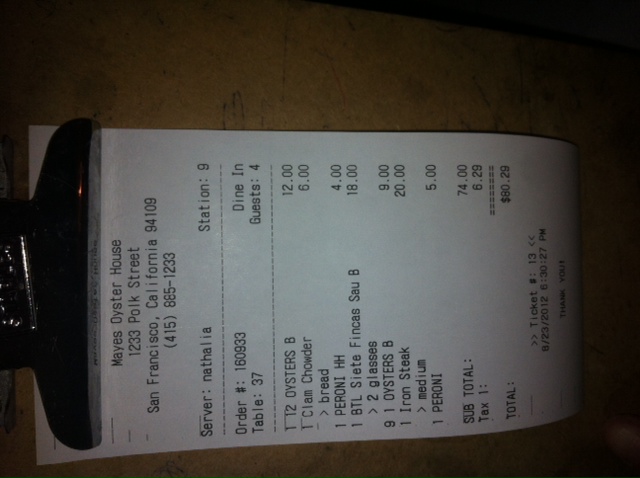 Mayes Oyster House
1233 Polk Street
San Francisco, California 94109
(415) 885-1233
Server: nathalia Station: 9
Order #: 160933 Dine In
Table: 37 Guests: 4
1 12 OYSTERS B 12.00
1 Clam Chowder 6.00
> bread
1 PERONI HH 4.00
1 BTL Siete Fincas Sau B 18.00
> 2 glasses
9 1 OYSTERS B 9.00
1 Iron Steak 20.00
> medium
1 PERONI 5.00
SUB TOTAL: 74.00
Tax 1: 6.29
========
TOTAL: $80.29
>> Ticket #: 13 <<
8/23/2012 6:30:27 PM
THANK YOU!